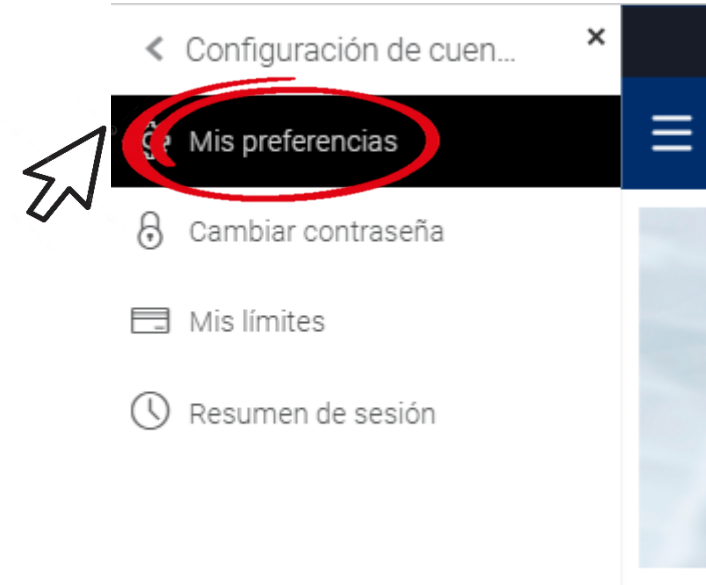 Configuración de cuen...
Mis preferencias
Cambiar contraseña
Mis límites
Resumen de sesión